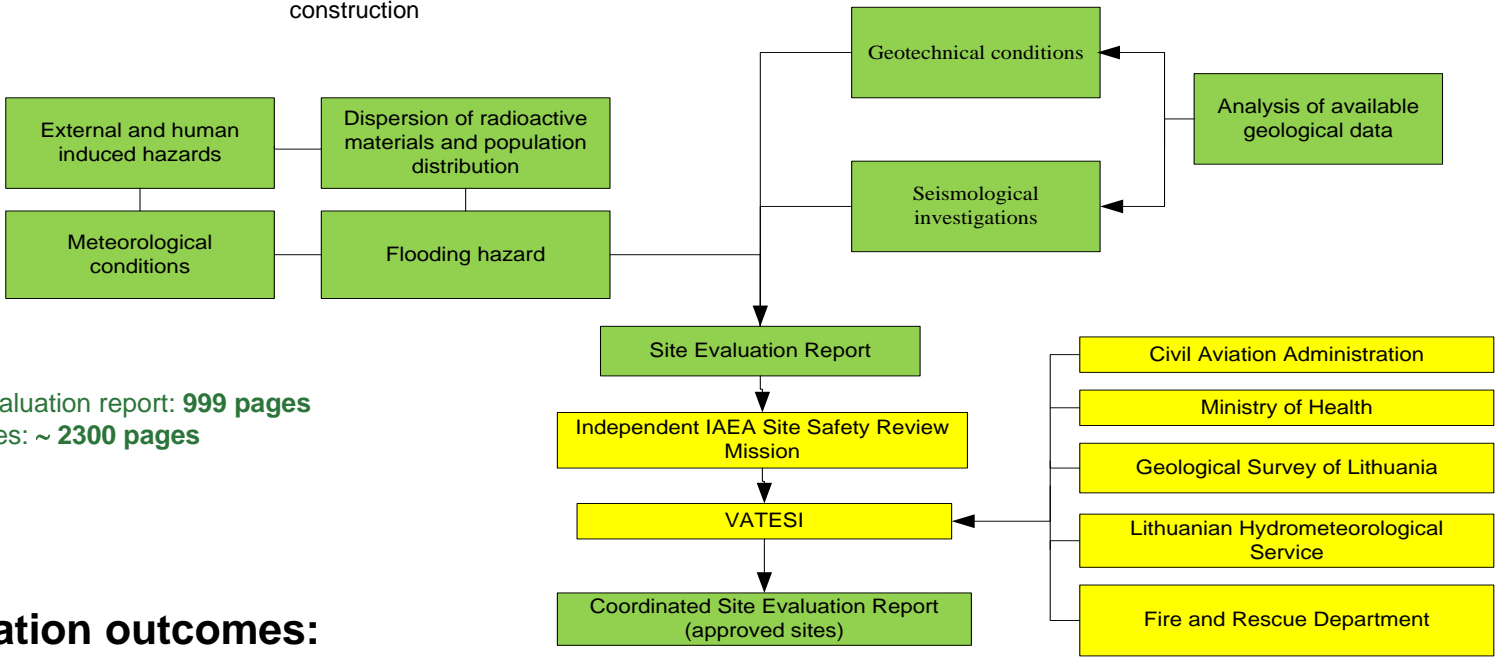 construction
Geotechnical conditions
Analysis of available
geological data
External and human
induced hazards
Dispersion of radioactive
materials and population
distribution
Seismological
investigations
Meteorological
conditions
Flooding hazard
Site Evaluation Report
Civil Aviation Administration
aluation report: 999 pages
es: ~ 2300 pages
Ministry of Health
Independent IAEA Site Safety Review
Mission
Geological Survey of Lithuania
VATESI
Lithuanian Hydrometeorological
Service
Coordinated Site Evaluation Report
(approved sites)
Fire and Rescue Department
ation outcomes: